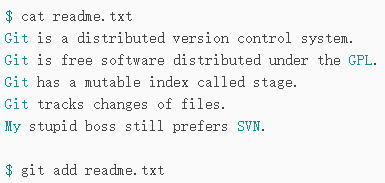 $ cat readme.txt
Git is a distributed version control system.
Git is free software distributed under the GPL.
Git has a mutable index called stage.
Git tracks changes of files.
My stupid boss still prefers SVN.
$ git add readme.txt